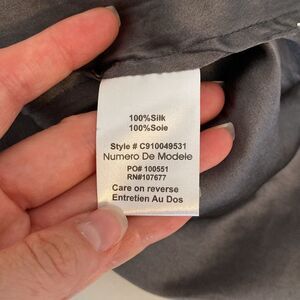 100%Silk
100%Soie
Style # C910049531
Numero De Modele
PO# 100551
RN#107677
Care on reverse
Entretien Au Dos